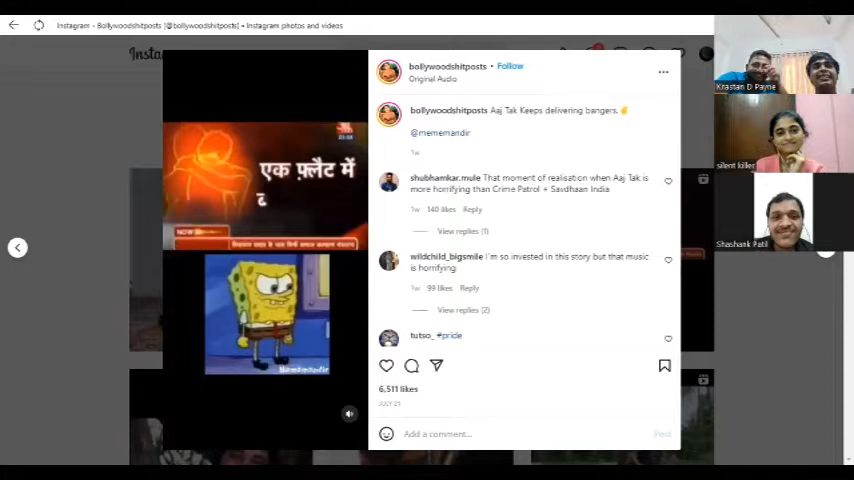 Instagram - Bollywoodshitposts (@bollywoodshitposts) • Instagram photos and videos
Insta
bollywoodshitposts • Follow
Original Audio
bollywoodshitposts Aaj Tak Keeps delivering bangers.
@mememandir
1w
shubhamkar.mule That moment of realisation when Aaj Tak is
more horrifying than Crime Patrol + Savdhaan India
1w 140 likes Reply
View replies (1)
wildchild_bigsmile I'm so invested in this story but that music
is horrifying
1w 99 likes Reply
View replies (2)
tutso_ #pride
6,511 likes
JULY 21
Add a comment...
Post
एक फ़्लैट में
NOW
Krastan D Payne
silent killer
Shashank Patil